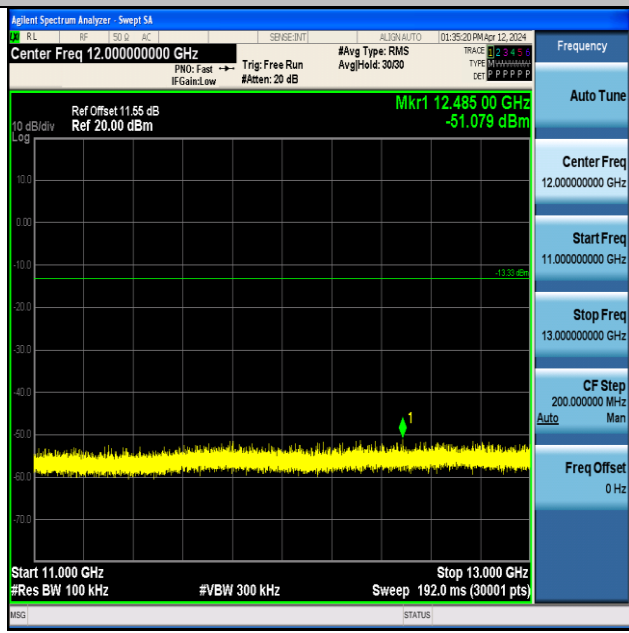 Agilent Spectrum Analyzer - Swept SA
RL RF 50 Ω AC SENSE:INT ALIGN AUTO 01:35:20 PM Apr 12, 2024
Center Freq 12.000000000 GHz
PNO: Fast
IFGain:Low
Trig: Free Run
#Atten: 20 dB
#Avg Type: RMS
Avg|Hold: 30/30
TRACE 1 2 3 4 5 6
TYPE M
DET P P P P P P
Frequency
Mkr1 12.485 00 GHz
-51.079 dBm
Ref Offset 11.55 dB
10 dB/div Ref 20.00 dBm
Log
10.0
0.00
-10.0
-13.33 dBm
-20.0
-30.0
-40.0
1
-50.0
-60.0
-70.0
Start 11.000 GHz Stop 13.000 GHz
#Res BW 100 kHz #VBW 300 kHz Sweep 192.0 ms (30001 pts)
Auto Tune
Center Freq
12.000000000 GHz
Start Freq
11.000000000 GHz
Stop Freq
13.000000000 GHz
CF Step
200.000000 MHz
Auto Man
Freq Offset
0 Hz
MSG STATUS